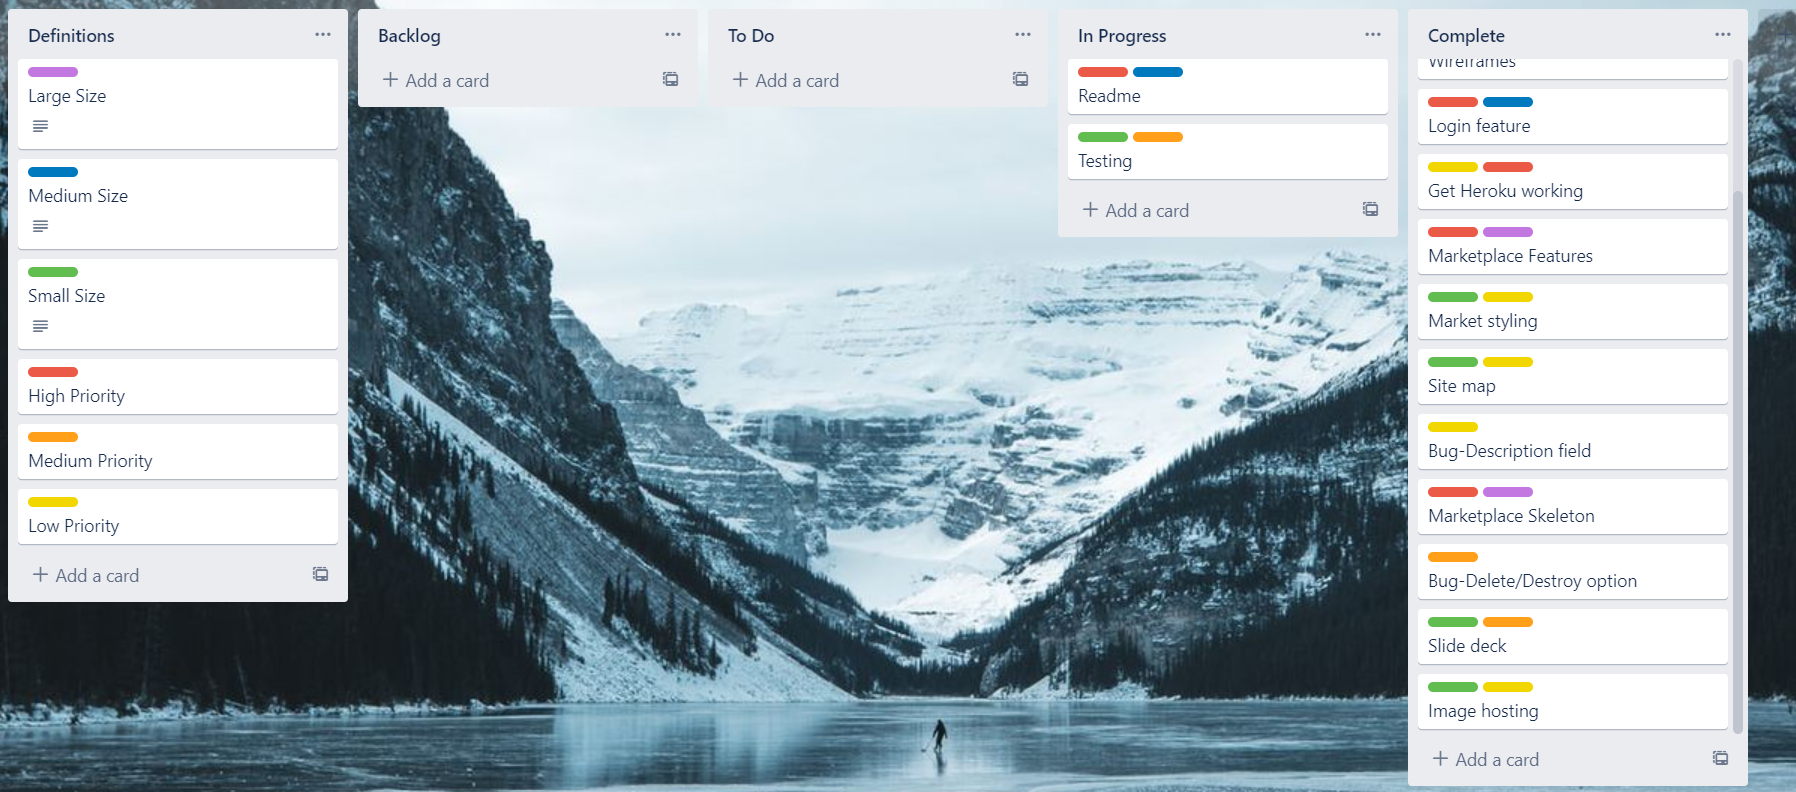 Definitions
Large Size
Medium Size
Small Size
High Priority
Medium Priority
Low Priority
Add a card
Backlog
Add a card
To Do
Add a card
In Progress
Readme
Testing
Add a card
Complete
Wireframes
Login feature
Get Heroku working
Marketplace Features
Market styling
Site map
Bug-Description field
Marketplace Skeleton
Bug-Delete/Destroy option
Slide deck
Image hosting
Add a card